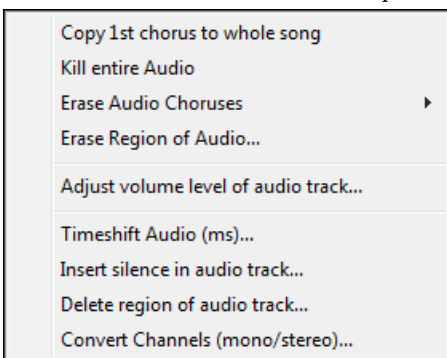 Copy 1st chorus to whole song
Kill entire Audio
Erase Audio Choruses
Erase Region of Audio...
Adjust volume level of audio track...
Timeshift Audio (ms)...
Insert silence in audio track...
Delete region of audio track...
Convert Channels (mono/stereo)...